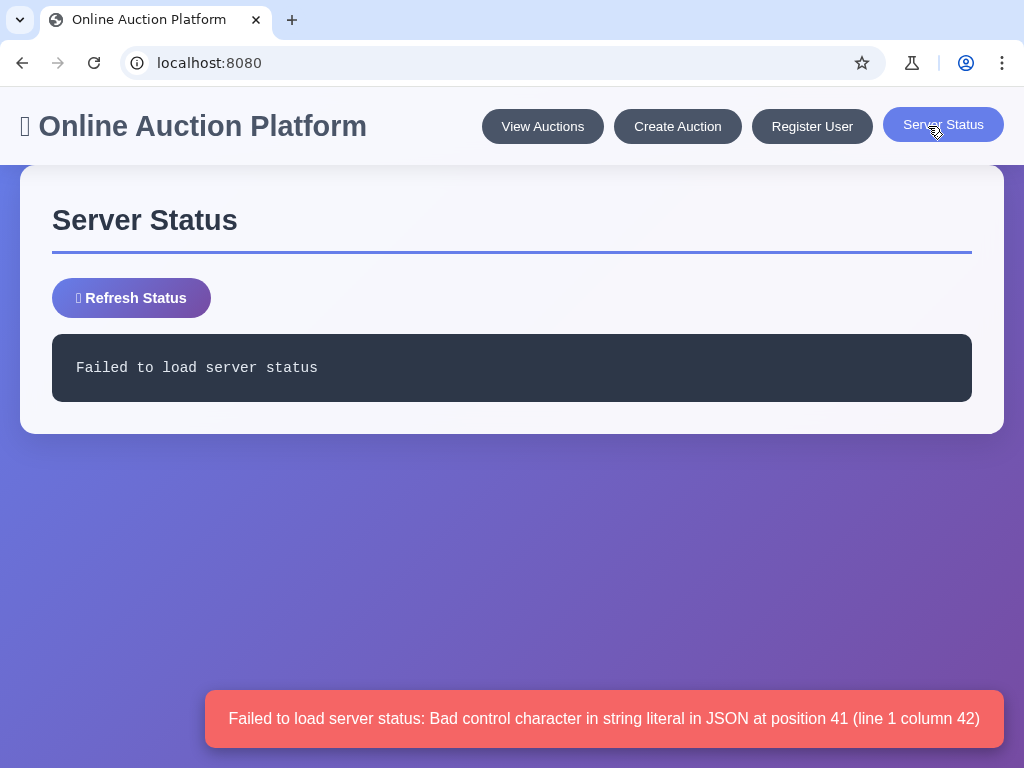 Online Auction Platform
localhost:8080
Online Auction Platform
View Auctions
Create Auction
Register User
Server Status
Server Status
Refresh Status
Failed to load server status
Failed to load server status: Bad control character in string literal in JSON at position 41 (line 1 column 42)